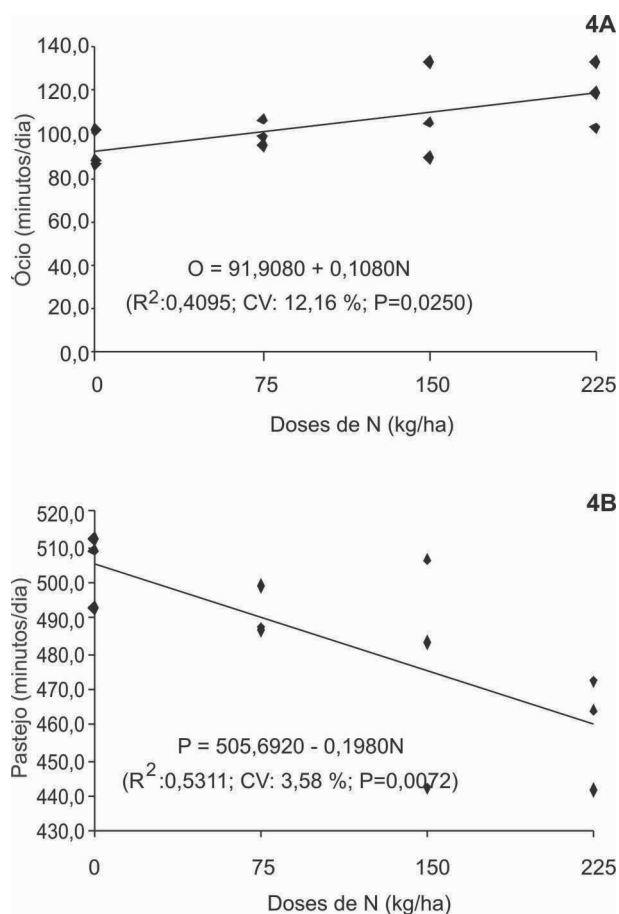 4A
140,0
120,0
100,0
80,0
60,0
40,0
20,0
0,0
Ócio (minutos/dia)
O = 91,9080 + 0,1080N
(R²:0,4095; CV: 12,16 %; P=0,0250)
0 75 150 225
Doses de N (kg/ha)
4B
520,0
510,0
500,0
490,0
480,0
470,0
460,0
450,0
440,0
430,0
Pastejo (minutos/dia)
P = 505,6920 - 0,1980N
(R²:0,5311; CV: 3,58 %; P=0,0072)
0 75 150 225
Doses de N (kg/ha)